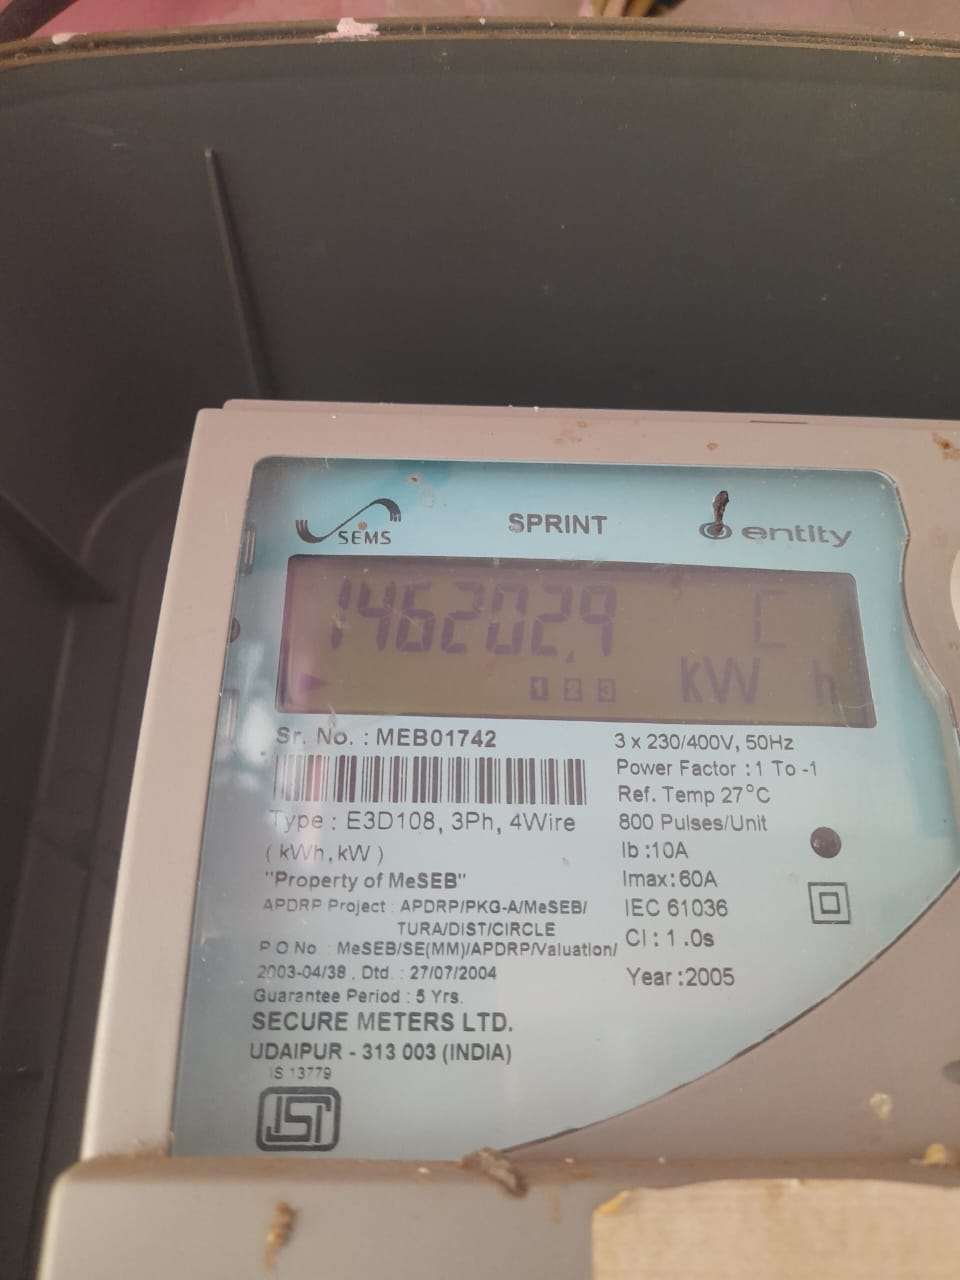 SEMS
SPRINT
entity
146202.9 C
1 2 3 KW h
Sr. No. : MEB01742
Type : E3D108, 3Ph, 4Wire
( kWh, kW )
"Property of MeSEB"
APDRP Project : APDRP/PKG-A/MeSEB/
TURA/DIST/CIRCLE
P O No : MeSEB/SE(MM)/APDRP/Valuation/
2003-04/38 , Dtd. : 27/07/2004
Guarantee Period : 5 Yrs.
SECURE METERS LTD.
UDAIPUR - 313 003 (INDIA)
IS 13779
ISI
3 x 230/400V, 50Hz
Power Factor :1 To -1
Ref. Temp 27°C
800 Pulses/Unit
Ib :10A
Imax: 60A
IEC 61036
Cl : 1 .0s
Year :2005